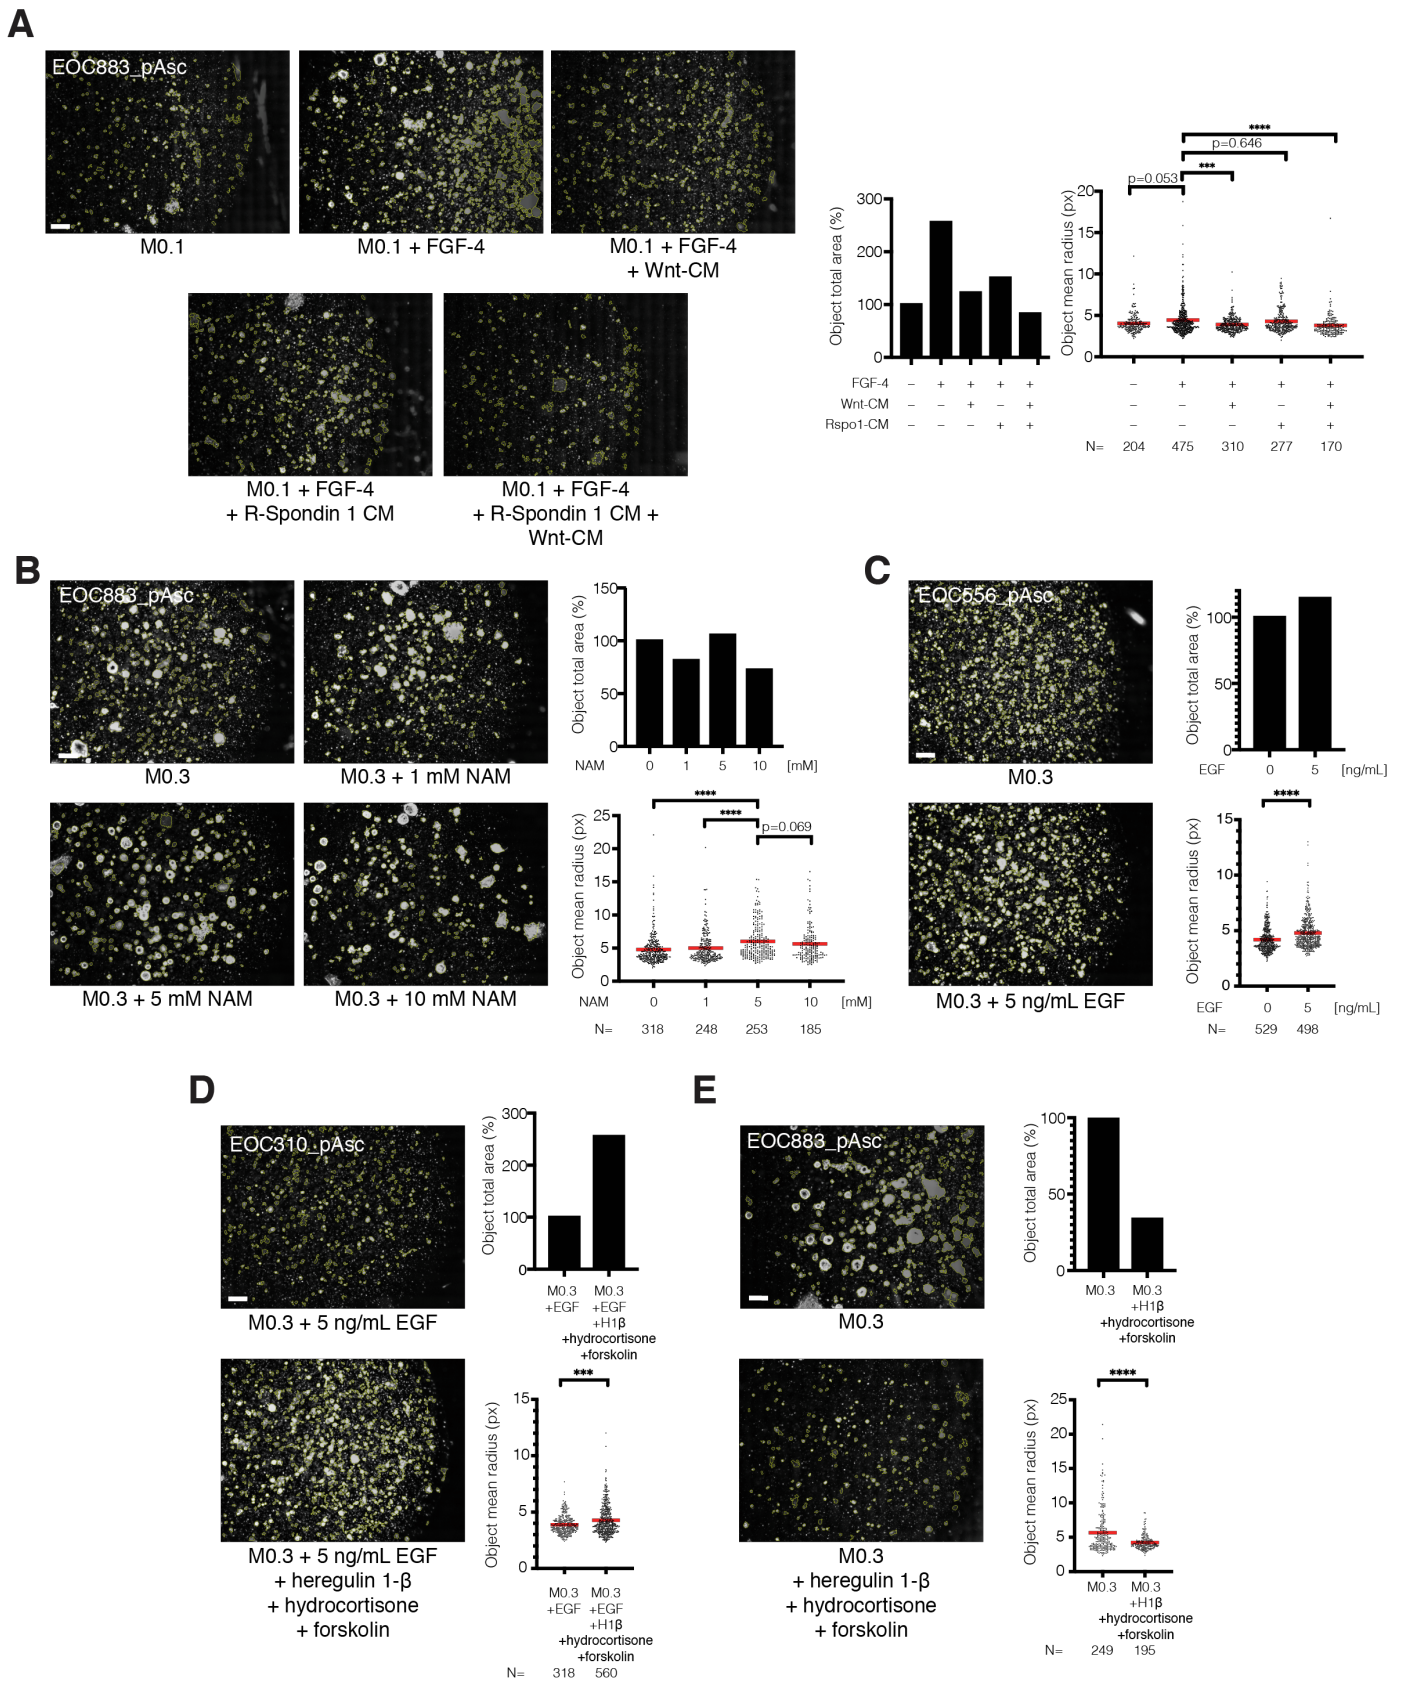 A
EOC883_pAsc
M0.1
M0.1 + FGF-4
M0.1 + FGF-4
+ Wnt-CM
M0.1 + FGF-4
+ R-Spondin 1 CM
M0.1 + FGF-4
+ R-Spondin 1 CM +
Wnt-CM
Object total area (%)
300
200
100
0
FGF-4 – + + + +
Wnt-CM – – + – +
Rspo1-CM – – – + +
Object mean radius (px)
20
15
10
5
0
****
p=0.646
***
p=0.053
– + + + +
– – + – +
– – – + +
N= 204 475 310 277 170
B
EOC883_pAsc
M0.3
M0.3 + 1 mM NAM
M0.3 + 5 mM NAM
M0.3 + 10 mM NAM
Object total area (%)
150
100
50
0
NAM 0 1 5 10 [mM]
Object mean radius (px)
25
20
15
10
5
0
****
****
p=0.069
NAM 0 1 5 10 [mM]
N= 318 248 253 185
C
EOC556_pAsc
M0.3
M0.3 + 5 ng/mL EGF
Object total area (%)
100
50
0
EGF 0 5 [ng/mL]
Object mean radius (px)
15
10
5
0
****
EGF 0 5 [ng/mL]
N= 529 498
D
EOC310_pAsc
M0.3 + 5 ng/mL EGF
M0.3 + 5 ng/mL EGF
+ heregulin 1-β
+ hydrocortisone
+ forskolin
Object total area (%)
300
200
100
0
M0.3
+EGF
M0.3
+EGF
+H1β
+hydrocortisone
+forskolin
Object mean radius (px)
15
10
5
0
***
M0.3
+EGF
M0.3
+EGF
+H1β
+hydrocortisone
+forskolin
N= 318 560
E
EOC883_pAsc
M0.3
M0.3
+ heregulin 1-β
+ hydrocortisone
+ forskolin
Object total area (%)
100
50
0
M0.3
M0.3
+H1β
+hydrocortisone
+forskolin
Object mean radius (px)
25
20
15
10
5
0
****
M0.3
M0.3
+H1β
+hydrocortisone
+forskolin
N= 249 195